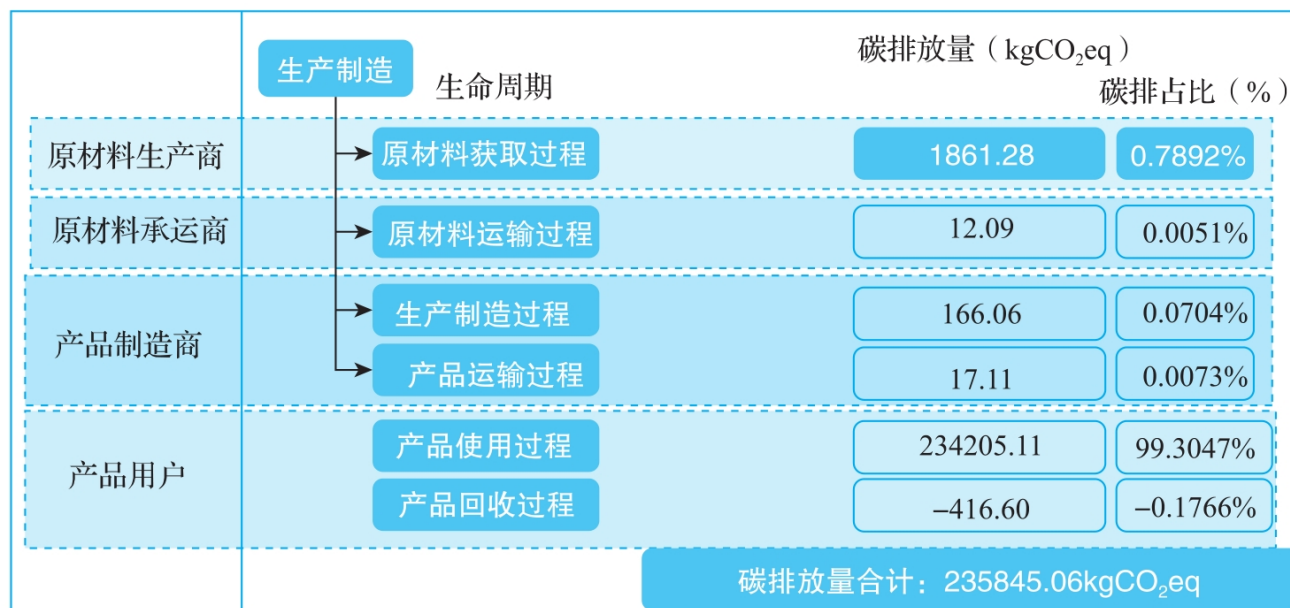 生产制造
生命周期
碳排放量（kgCO₂eq）
碳排占比（%）
原材料生产商
原材料获取过程
1861.28
0.7892%
原材料承运商
原材料运输过程
12.09
0.0051%
产品制造商
生产制造过程
166.06
0.0704%
产品运输过程
17.11
0.0073%
产品用户
产品使用过程
234205.11
99.3047%
产品回收过程
−416.60
−0.1766%
碳排放量合计：235845.06kgCO₂eq